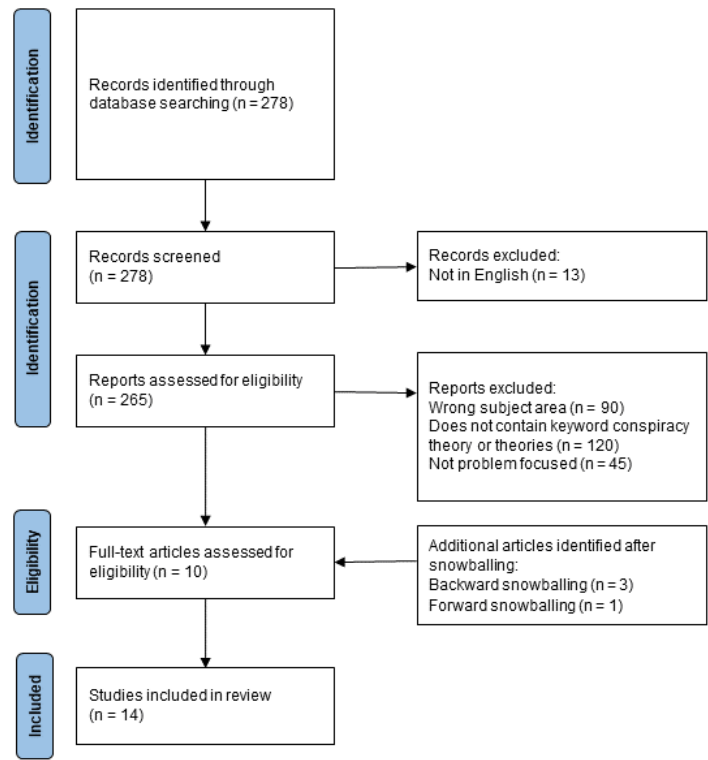 Identification
Records identified through
database searching (n = 278)
Identification
Records screened
(n = 278)
Records excluded:
Not in English (n = 13)
Reports assessed for eligibility
(n = 265)
Reports excluded:
Wrong subject area (n = 90)
Does not contain keyword conspiracy
theory or theories (n = 120)
Not problem focused (n = 45)
Eligibility
Full-text articles assessed for
eligibility (n = 10)
Additional articles identified after
snowballing:
Backward snowballing (n = 3)
Forward snowballing (n = 1)
Included
Studies included in review
(n = 14)